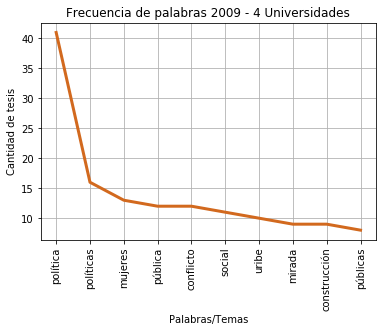 Frecuencia de palabras 2009 - 4 Universidades
Cantidad de tesis
40
35
30
25
20
15
10
política
políticas
mujeres
pública
conflicto
social
uribe
mirada
construcción
públicas
Palabras/Temas